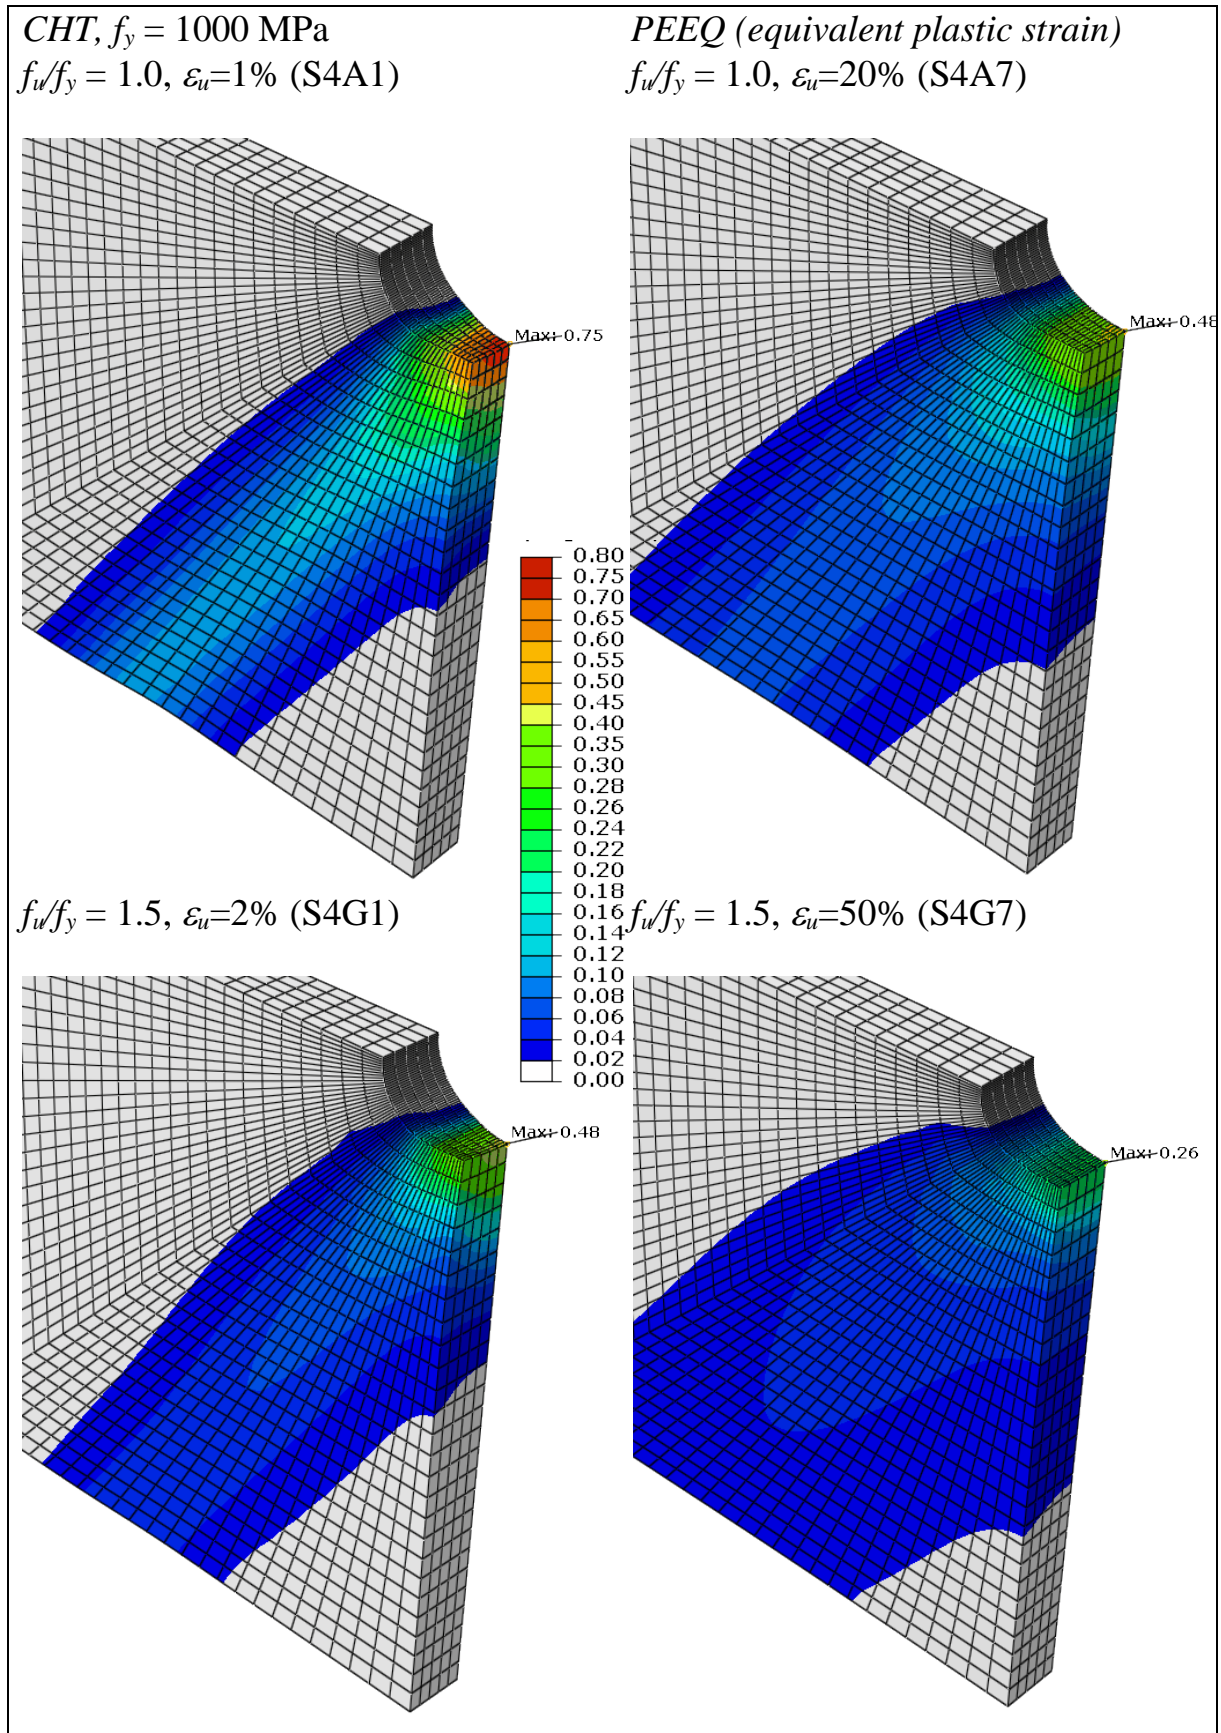 CHT, fy = 1000 MPa
PEEQ (equivalent plastic strain)
fu/fy = 1.0, εu=1% (S4A1)
fu/fy = 1.0, εu=20% (S4A7)
Max: 0.75
Max: 0.48
0.80
0.75
0.70
0.65
0.60
0.55
0.50
0.45
0.40
0.35
0.30
0.28
0.26
0.24
0.22
0.20
0.18
0.16
0.14
0.12
0.10
0.08
0.06
0.04
0.02
0.00
fu/fy = 1.5, εu=2% (S4G1)
fu/fy = 1.5, εu=50% (S4G7)
Max: 0.48
Max: 0.26